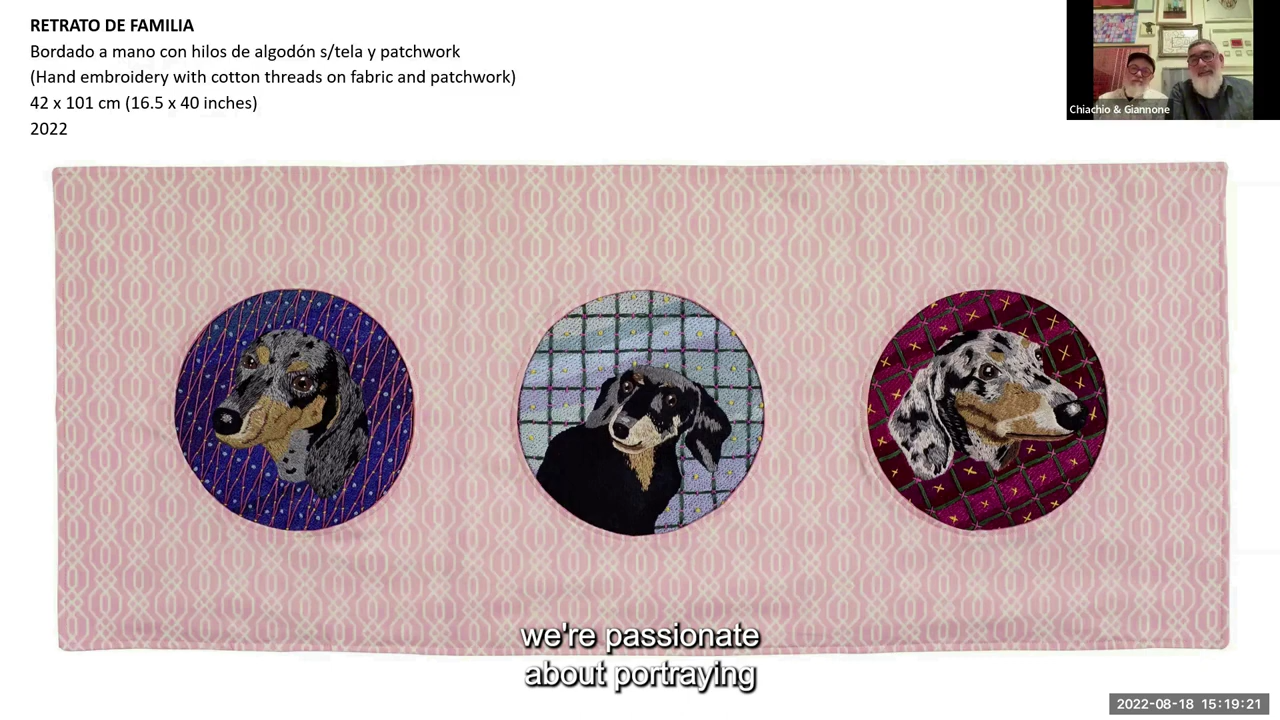 RETRATO DE FAMILIA
Bordado a mano con hilos de algodón s/tela y patchwork
(Hand embroidery with cotton threads on fabric and patchwork)
42 x 101 cm (16.5 x 40 inches)
2022
Chiachio & Giannone
we're passionate
about portraying
2022-08-18 15:19:21